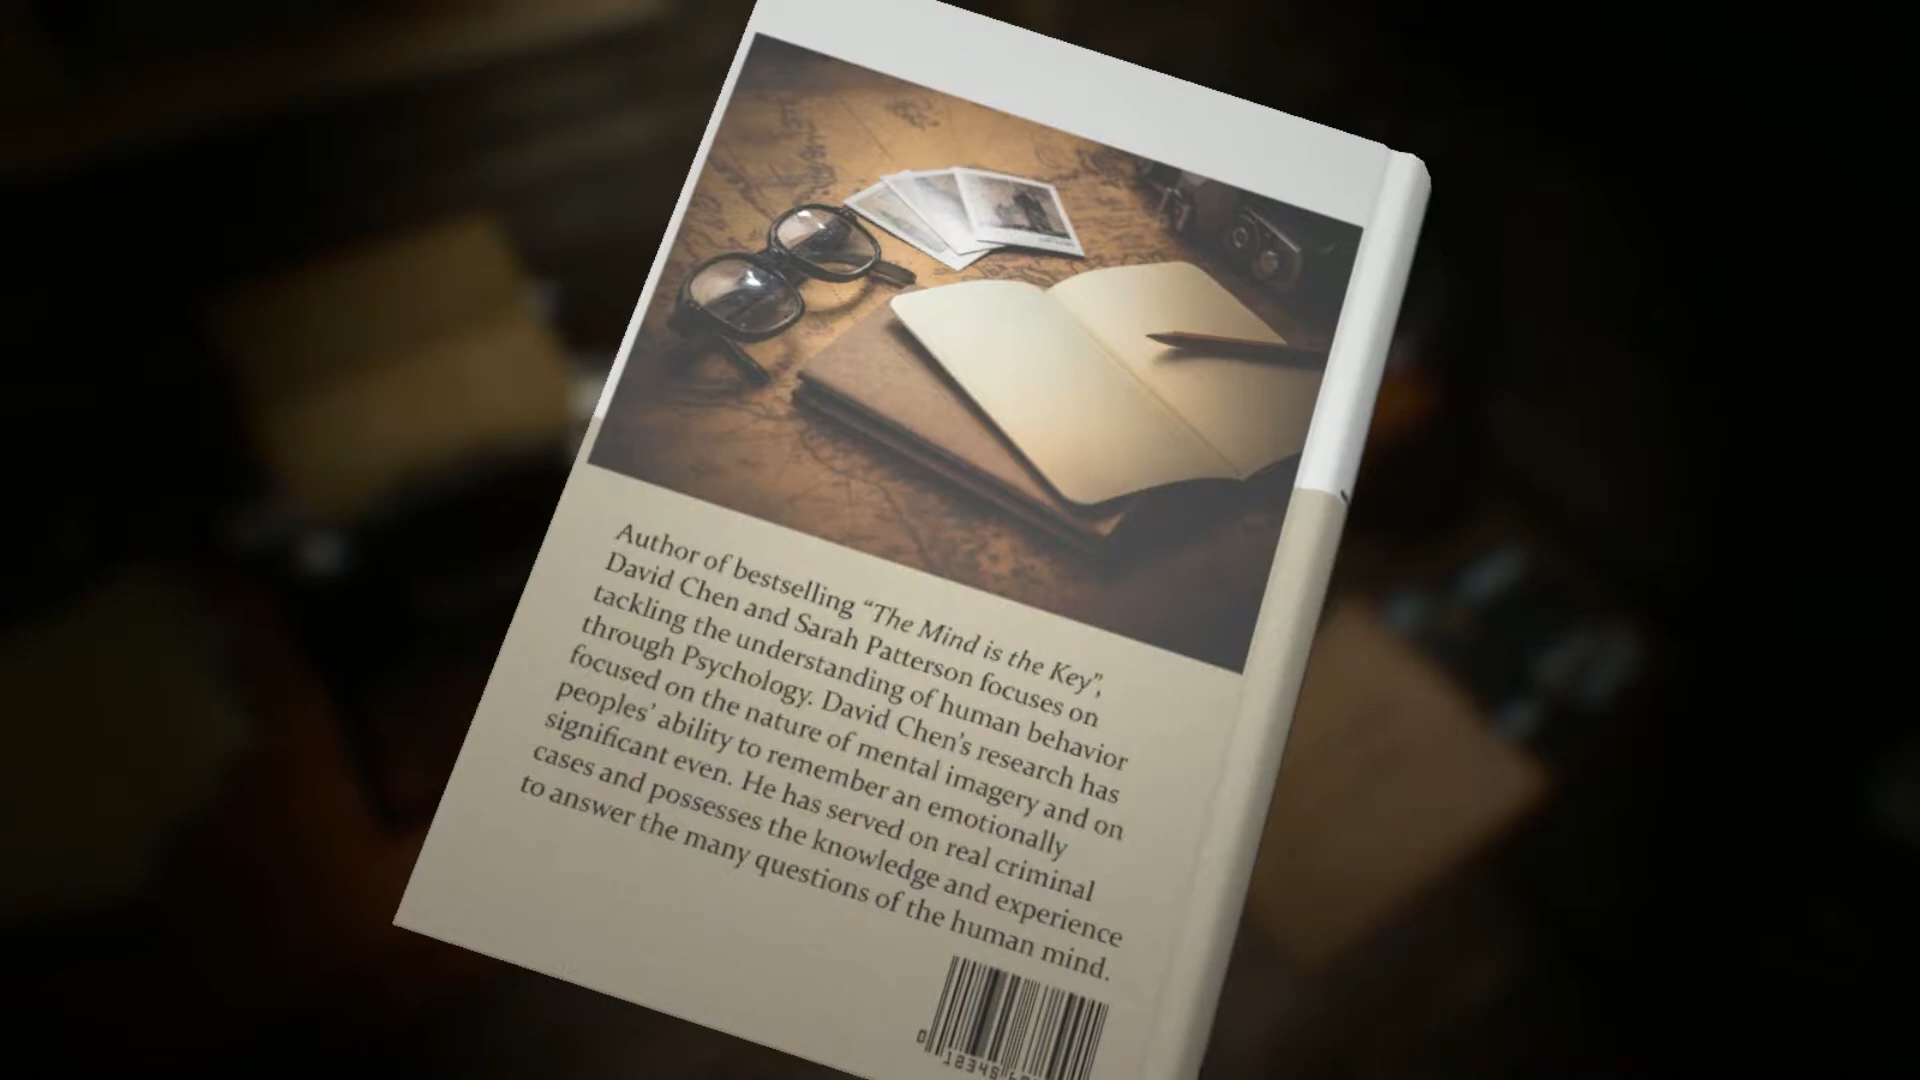 Author of bestselling “The Mind is the Key”,
David Chen and Sarah Patterson focuses on
tackling the understanding of human behavior
through Psychology. David Chen's research has
focused on the nature of mental imagery and on
peoples' ability to remember an emotionally
significant even. He has served on real criminal
cases and possesses the knowledge and experience
to answer the many questions of the human mind.
0 12345